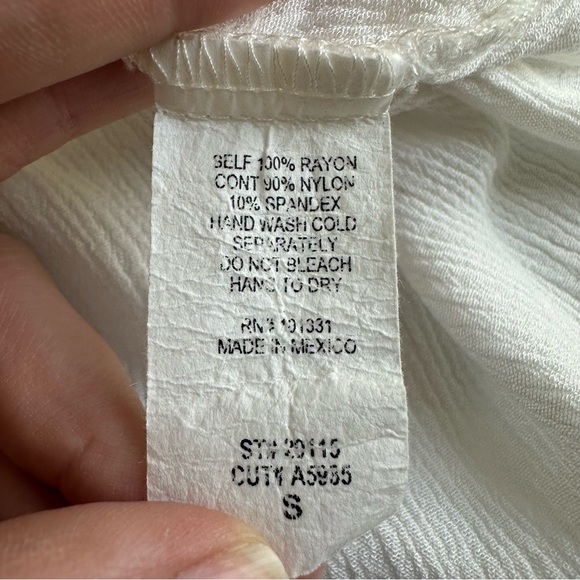 SELF 100% RAYON
CONT 90% NYLON
10% SPANDEX
HAND WASH COLD
SEPARATELY
DO NOT BLEACH
HANG TO DRY
RN# 101331
MADE IN MEXICO
ST# 20115
CUT# A5935
S